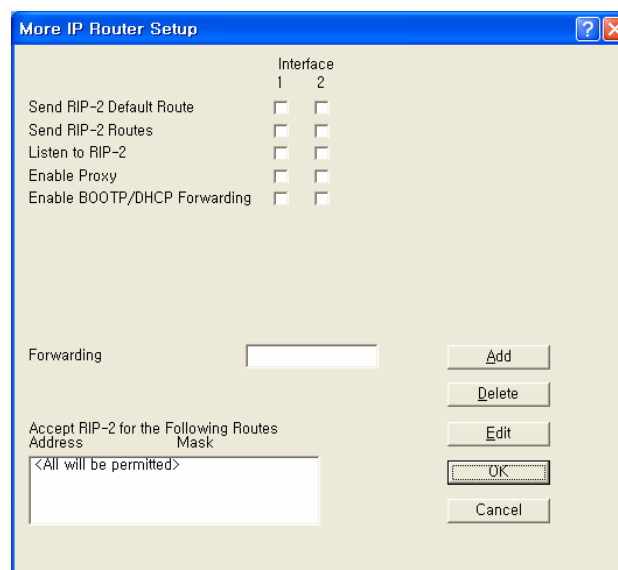 More IP Router Setup
Interface
1 2
Send RIP-2 Default Route
Send RIP-2 Routes
Listen to RIP-2
Enable Proxy
Enable BOOTP/DHCP Forwarding
Forwarding
Add
Delete
Accept RIP-2 for the Following Routes
Address Mask
Edit
<All will be permitted>
OK
Cancel